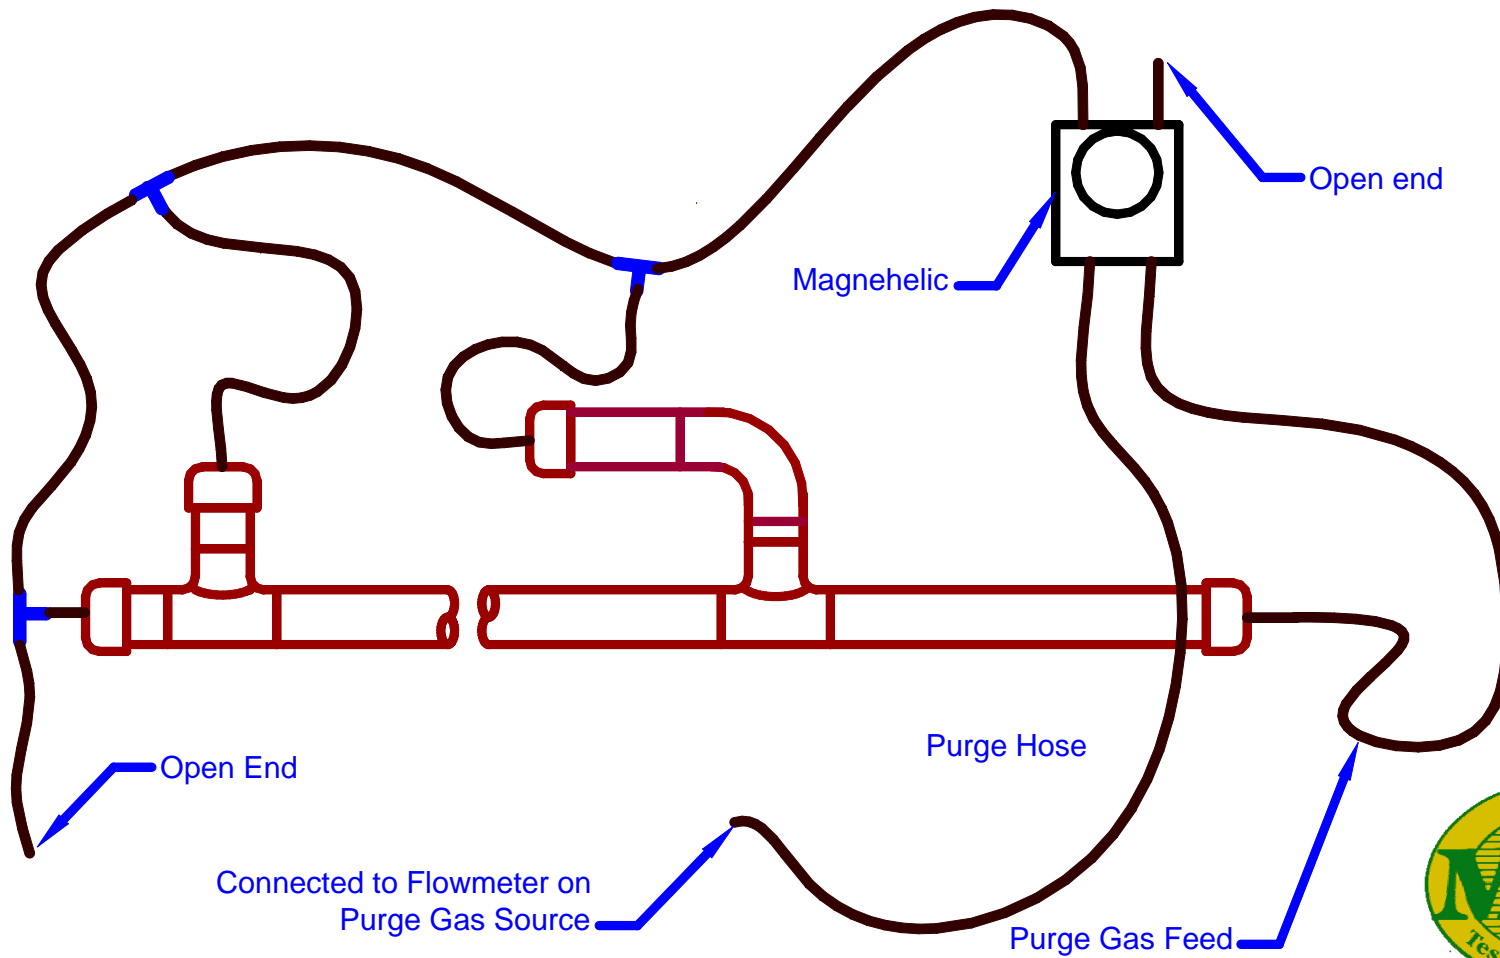 Open end
Magnehelic
Purge Hose
Open End
Connected to Flowmeter on
Purge Gas Source
Purge Gas Feed